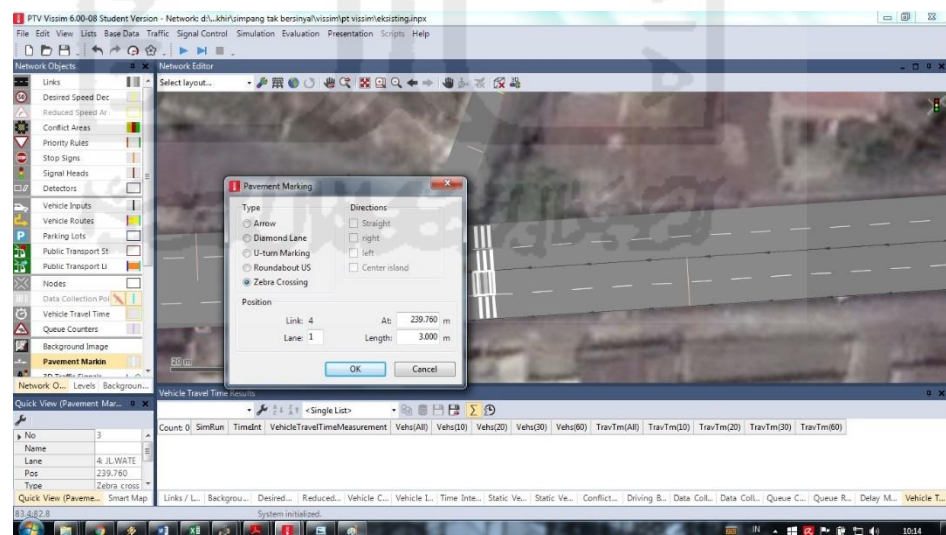 PTV Vissim 6.00-08 Student Version - Network: d:\...khir\simpang tak bersinyal\vissim\pt vissim\eksisting.inpx
File Edit View Lists Base Data Traffic Signal Control Simulation Evaluation Presentation Scripts Help
Network Objects
Network Editor
Select layout...
Links
Desired Speed Dec
Reduced Speed Ar
Conflict Areas
Priority Rules
Stop Signs
Signal Heads
Detectors
Vehicle Inputs
Vehicle Routes
Parking Lots
Public Transport St
Public Transport Li
Nodes
Data Collection Poi
Vehicle Travel Time
Queue Counters
Background Image
Pavement Markin
3D Traffic Signals
Network O... Levels Backgroun...
Pavement Marking
Type
Directions
Arrow
Straight
Diamond Lane
right
U-turn Marking
left
Roundabout US
Center island
Zebra Crossing
Position
Link: 4 At: 239.760 m
Lane: 1 Length: 3.000 m
OK Cancel
20 m
Quick View (Pavement Mar...
No 3
Name
Lane 4: JL.WATE
Pos 239.760
Type Zebra cross
Quick View (Paveme... Smart Map
Vehicle Travel Time Results
<Single List>
Count: 0 SimRun TimeInt VehicleTravelTimeMeasurement Vehs(All) Vehs(10) Vehs(20) Vehs(30) Vehs(60) TravTm(All) TravTm(10) TravTm(20) TravTm(30) TravTm(60)
Links / L... Backgrou... Desired... Reduced... Vehicle C... Vehicle I... Time Inte... Static Ve... Static Ve... Conflict... Driving B... Data Coll... Data Coll... Queue C... Queue R... Delay M... Vehicle T...
83.4:82.8 System initialized.
IN 10:14